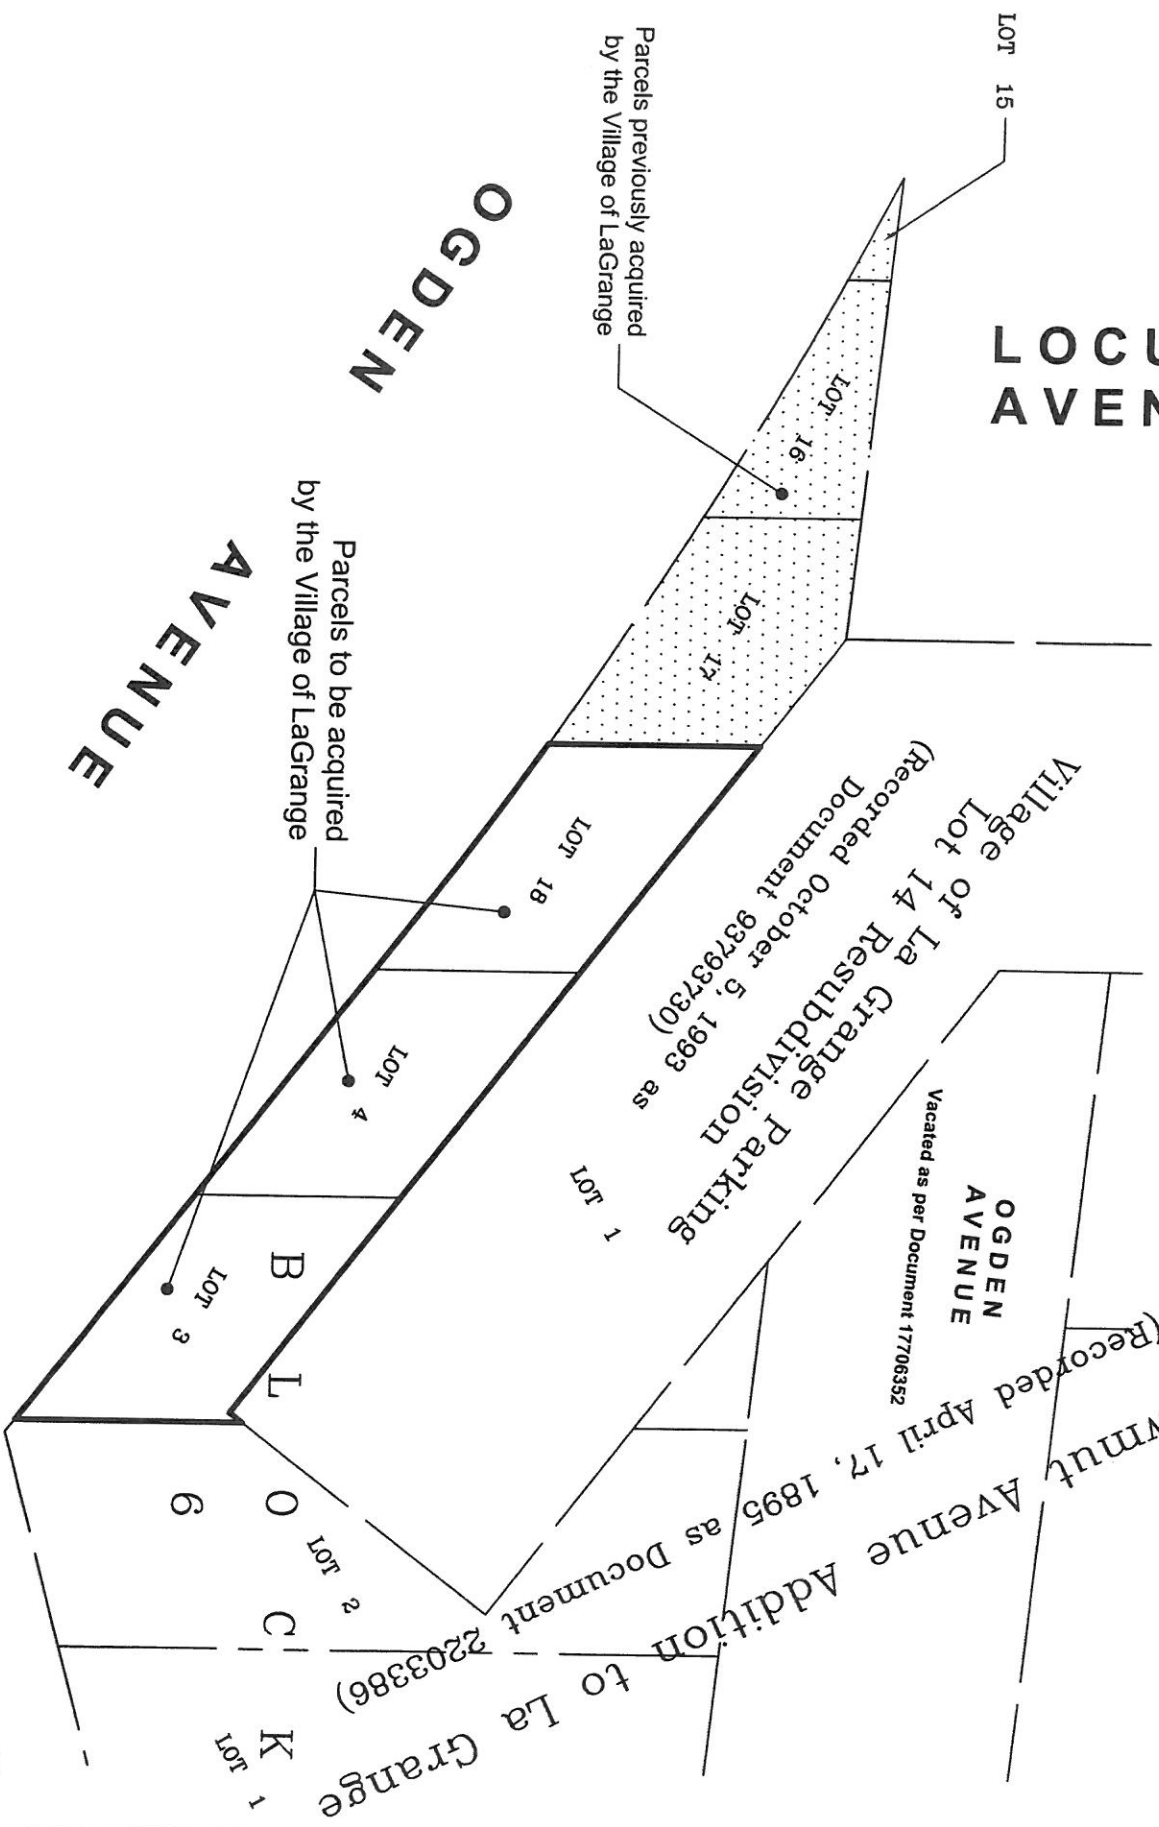 LOT 15
Parcels previously acquired
by the Village of LaGrange
OGDEN
AVENUE
LOCU
AVEN
LOT 16
LOT 17
Parcels to be acquired
by the Village of LaGrange
LOT 18
LOT 4
LOT 3
Village of La Grange Parking
Lot 14 Resubdivision
(Recorded October 5, 1993 as
Document 93793730)
LOT 1
OGDEN
AVENUE
Vacated as per Document 17706352
BLOCK
6
LOT 2
LOT 1
wmut Avenue Addition to La Grange
(Recorded April 17, 1895 as Document 2203386)